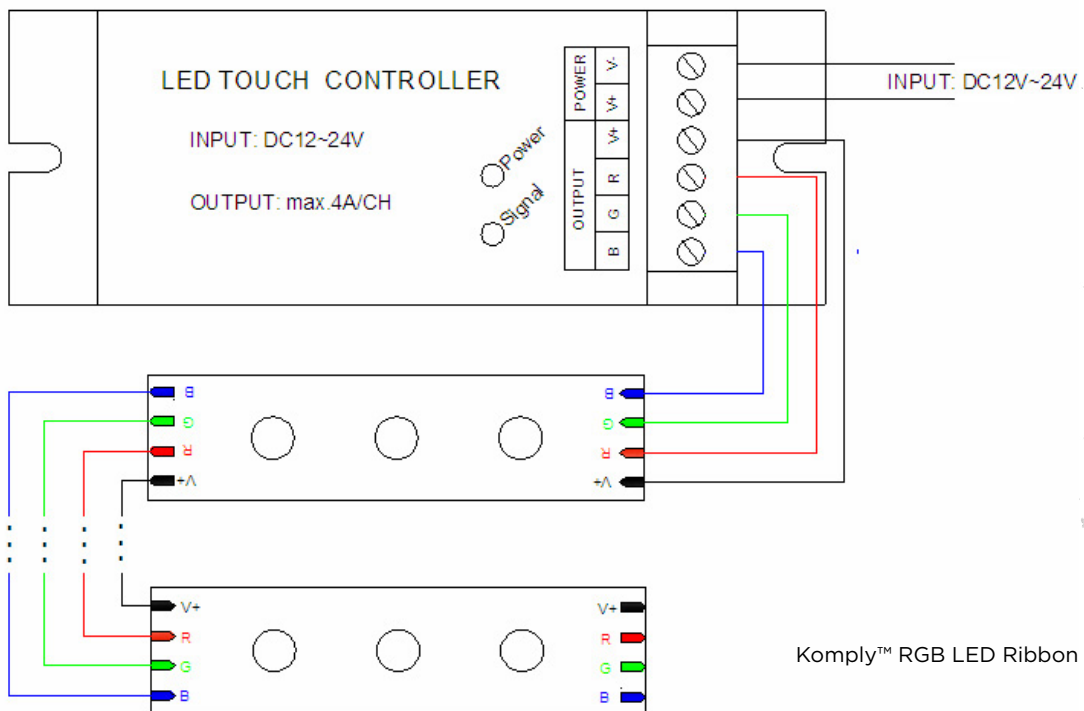 LED TOUCH CONTROLLER
INPUT: DC12~24V
OUTPUT: max.4A/CH
Power
Signal
POWER
V-
V+
OUTPUT
V+
R
G
B
INPUT: DC12V~24V
B
G
R
V+
B
G
R
V+
V+
R
G
B
V+
R
G
B
Komply™ RGB LED Ribbon